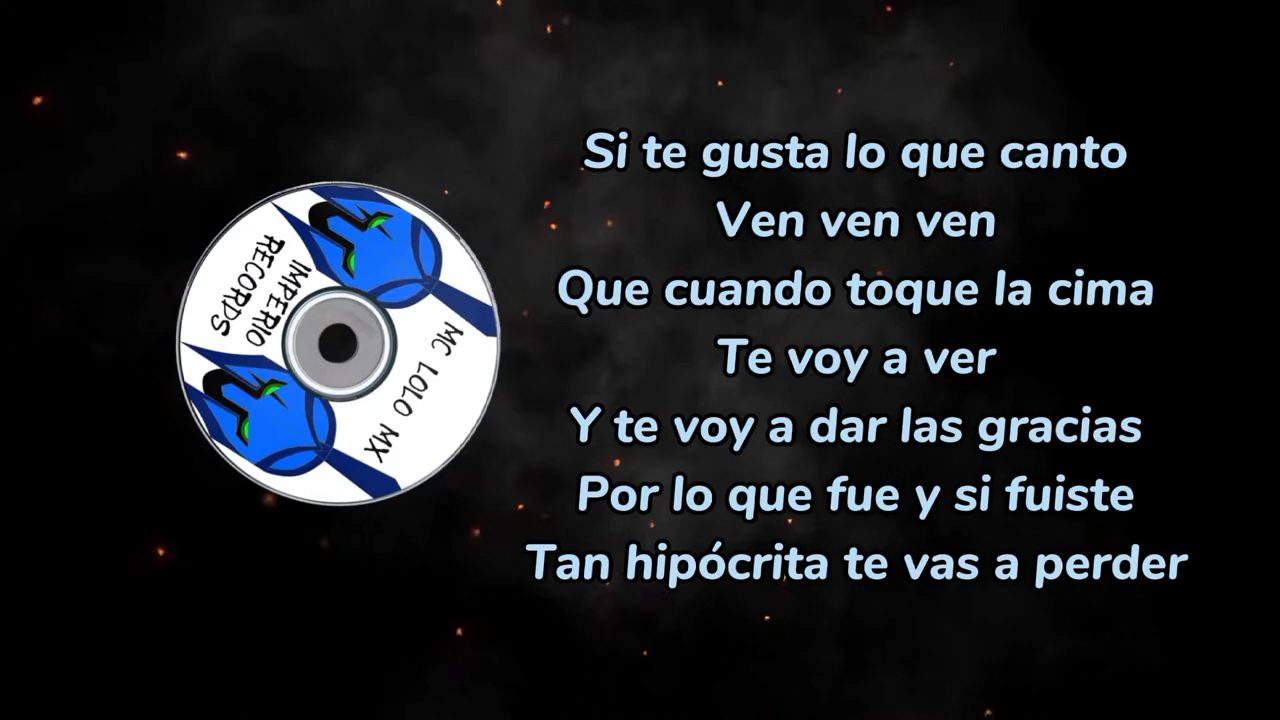 IMPERIO
RECORDS
MC LOLO MX
Si te gusta lo que canto
Ven ven ven
Que cuando toque la cima
Te voy a ver
Y te voy a dar las gracias
Por lo que fue y si fuiste
Tan hipócrita te vas a perder